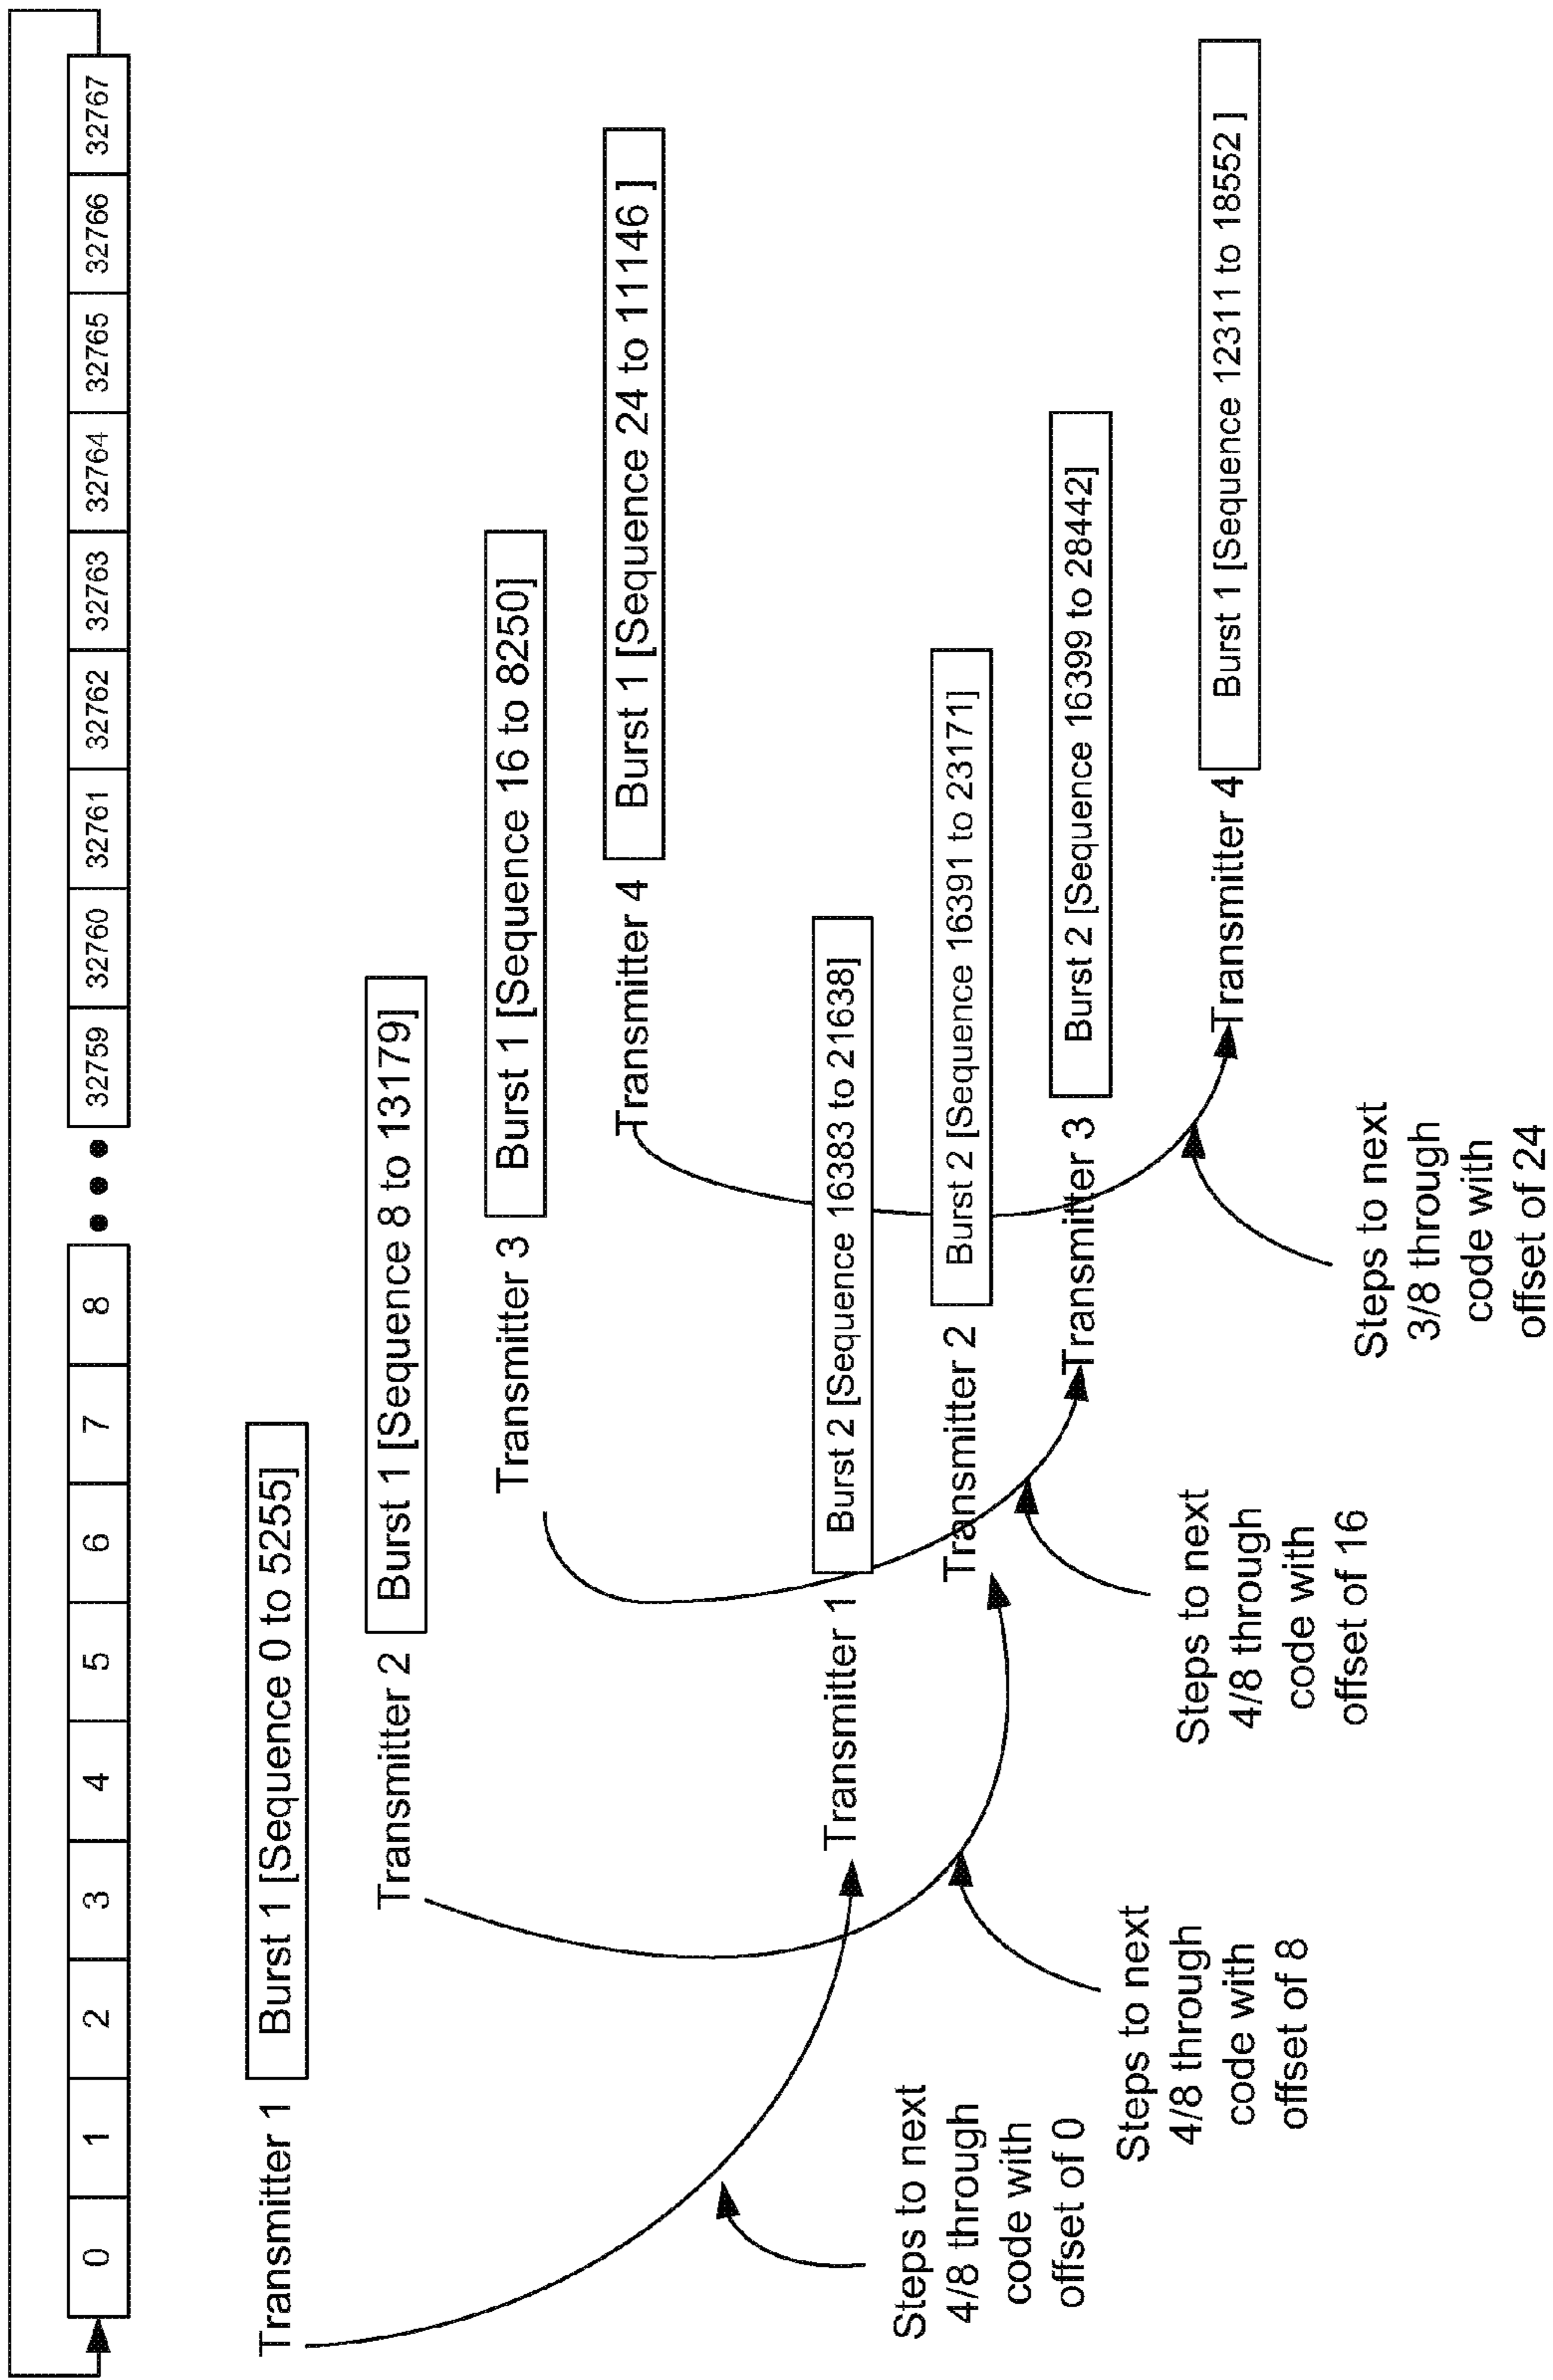 0 1 2 3 4 5 6 7 8 32759 32760 32761 32762 32763 32764 32765 32766 32767
Transmitter 1 Burst 1 [Sequence 0 to 5255]
Transmitter 2 Burst 1 [Sequence 8 to 13179]
Transmitter 3 Burst 1 [Sequence 16 to 8250]
Transmitter 4 Burst 1 [Sequence 24 to 11146 ]
Transmitter 1 Burst 2 [Sequence 16383 to 21638]
Transmitter 2 Burst 2 [Sequence 16391 to 23171]
Transmitter 3 Burst 2 [Sequence 16399 to 28442]
Transmitter 4 Burst 1 [Sequence 12311 to 18552 ]
Steps to next
4/8 through
code with
offset of 0
Steps to next
4/8 through
code with
offset of 8
Steps to next
4/8 through
code with
offset of 16
Steps to next
3/8 through
code with
offset of 24